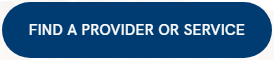 FIND A PROVIDER OR SERVICE